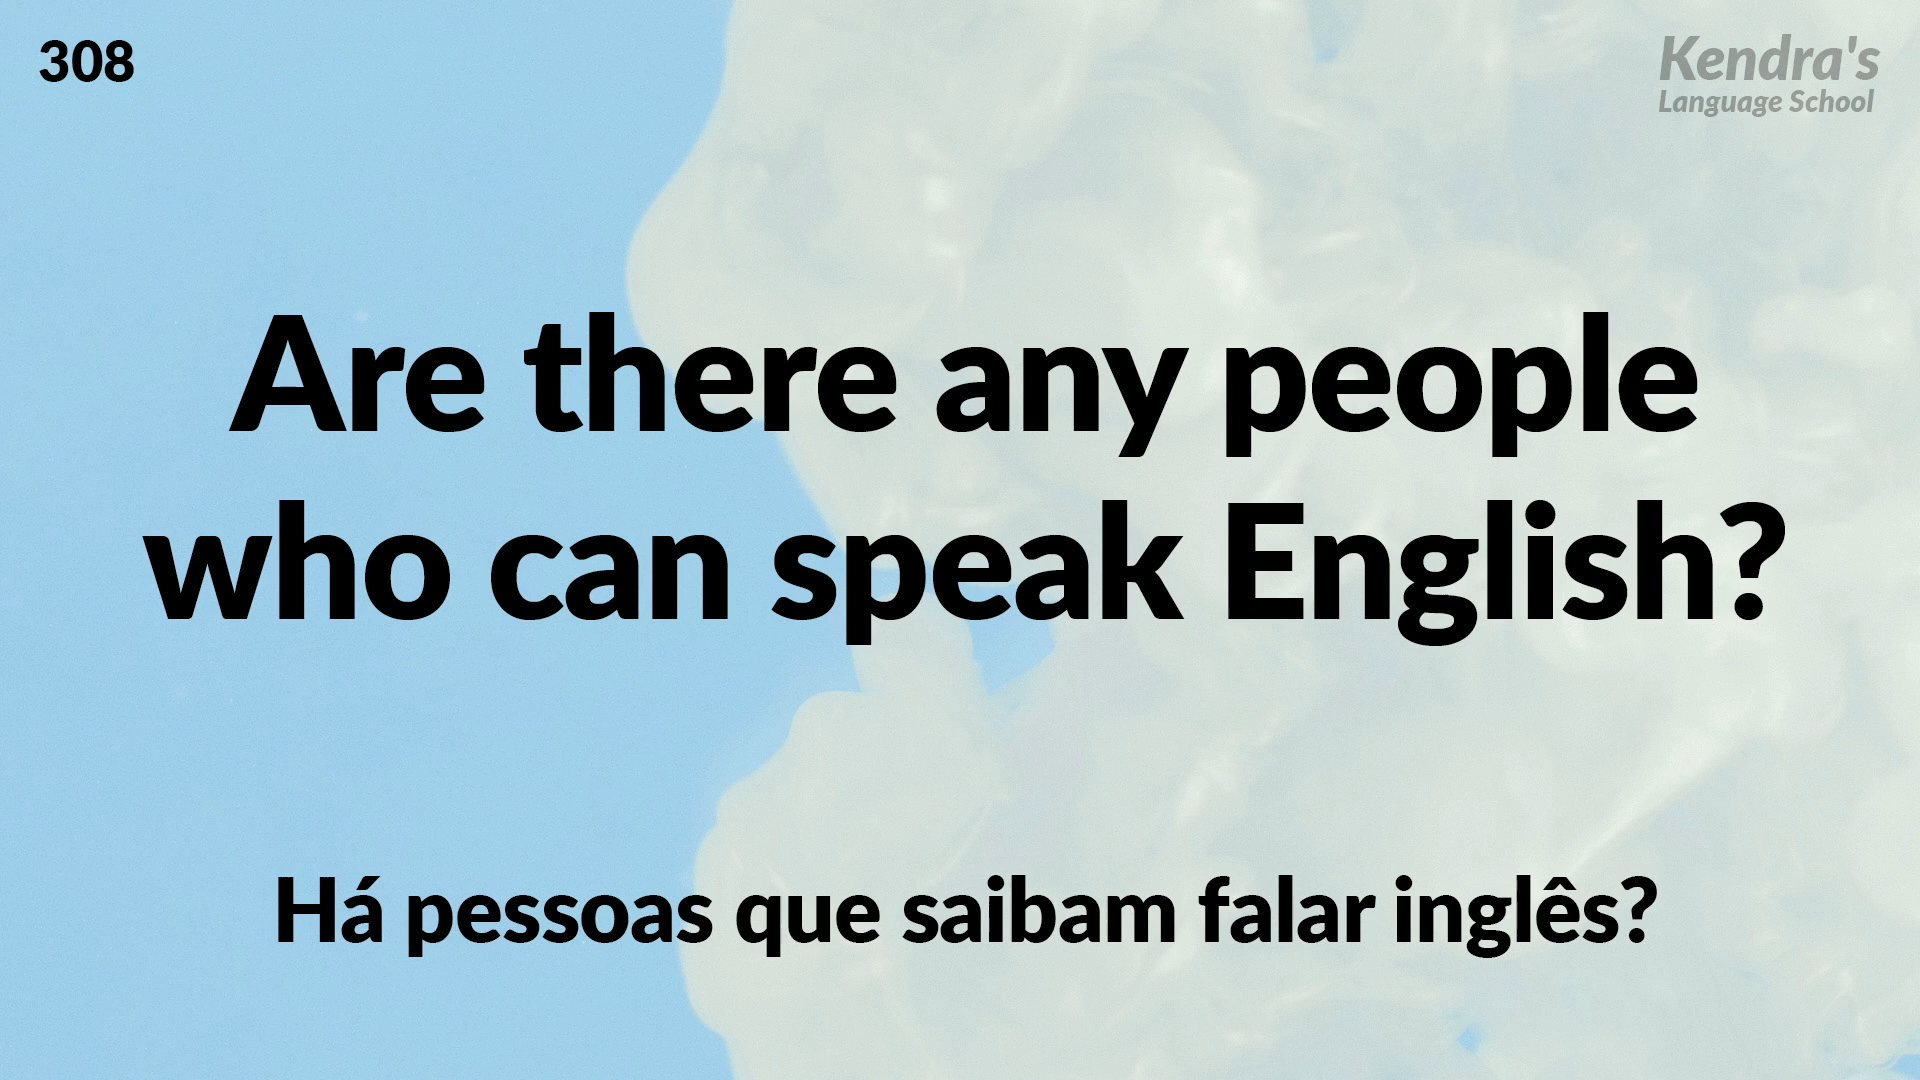 308
Kendra's
Language School
Are there any people
who can speak English?
Há pessoas que saibam falar inglês?